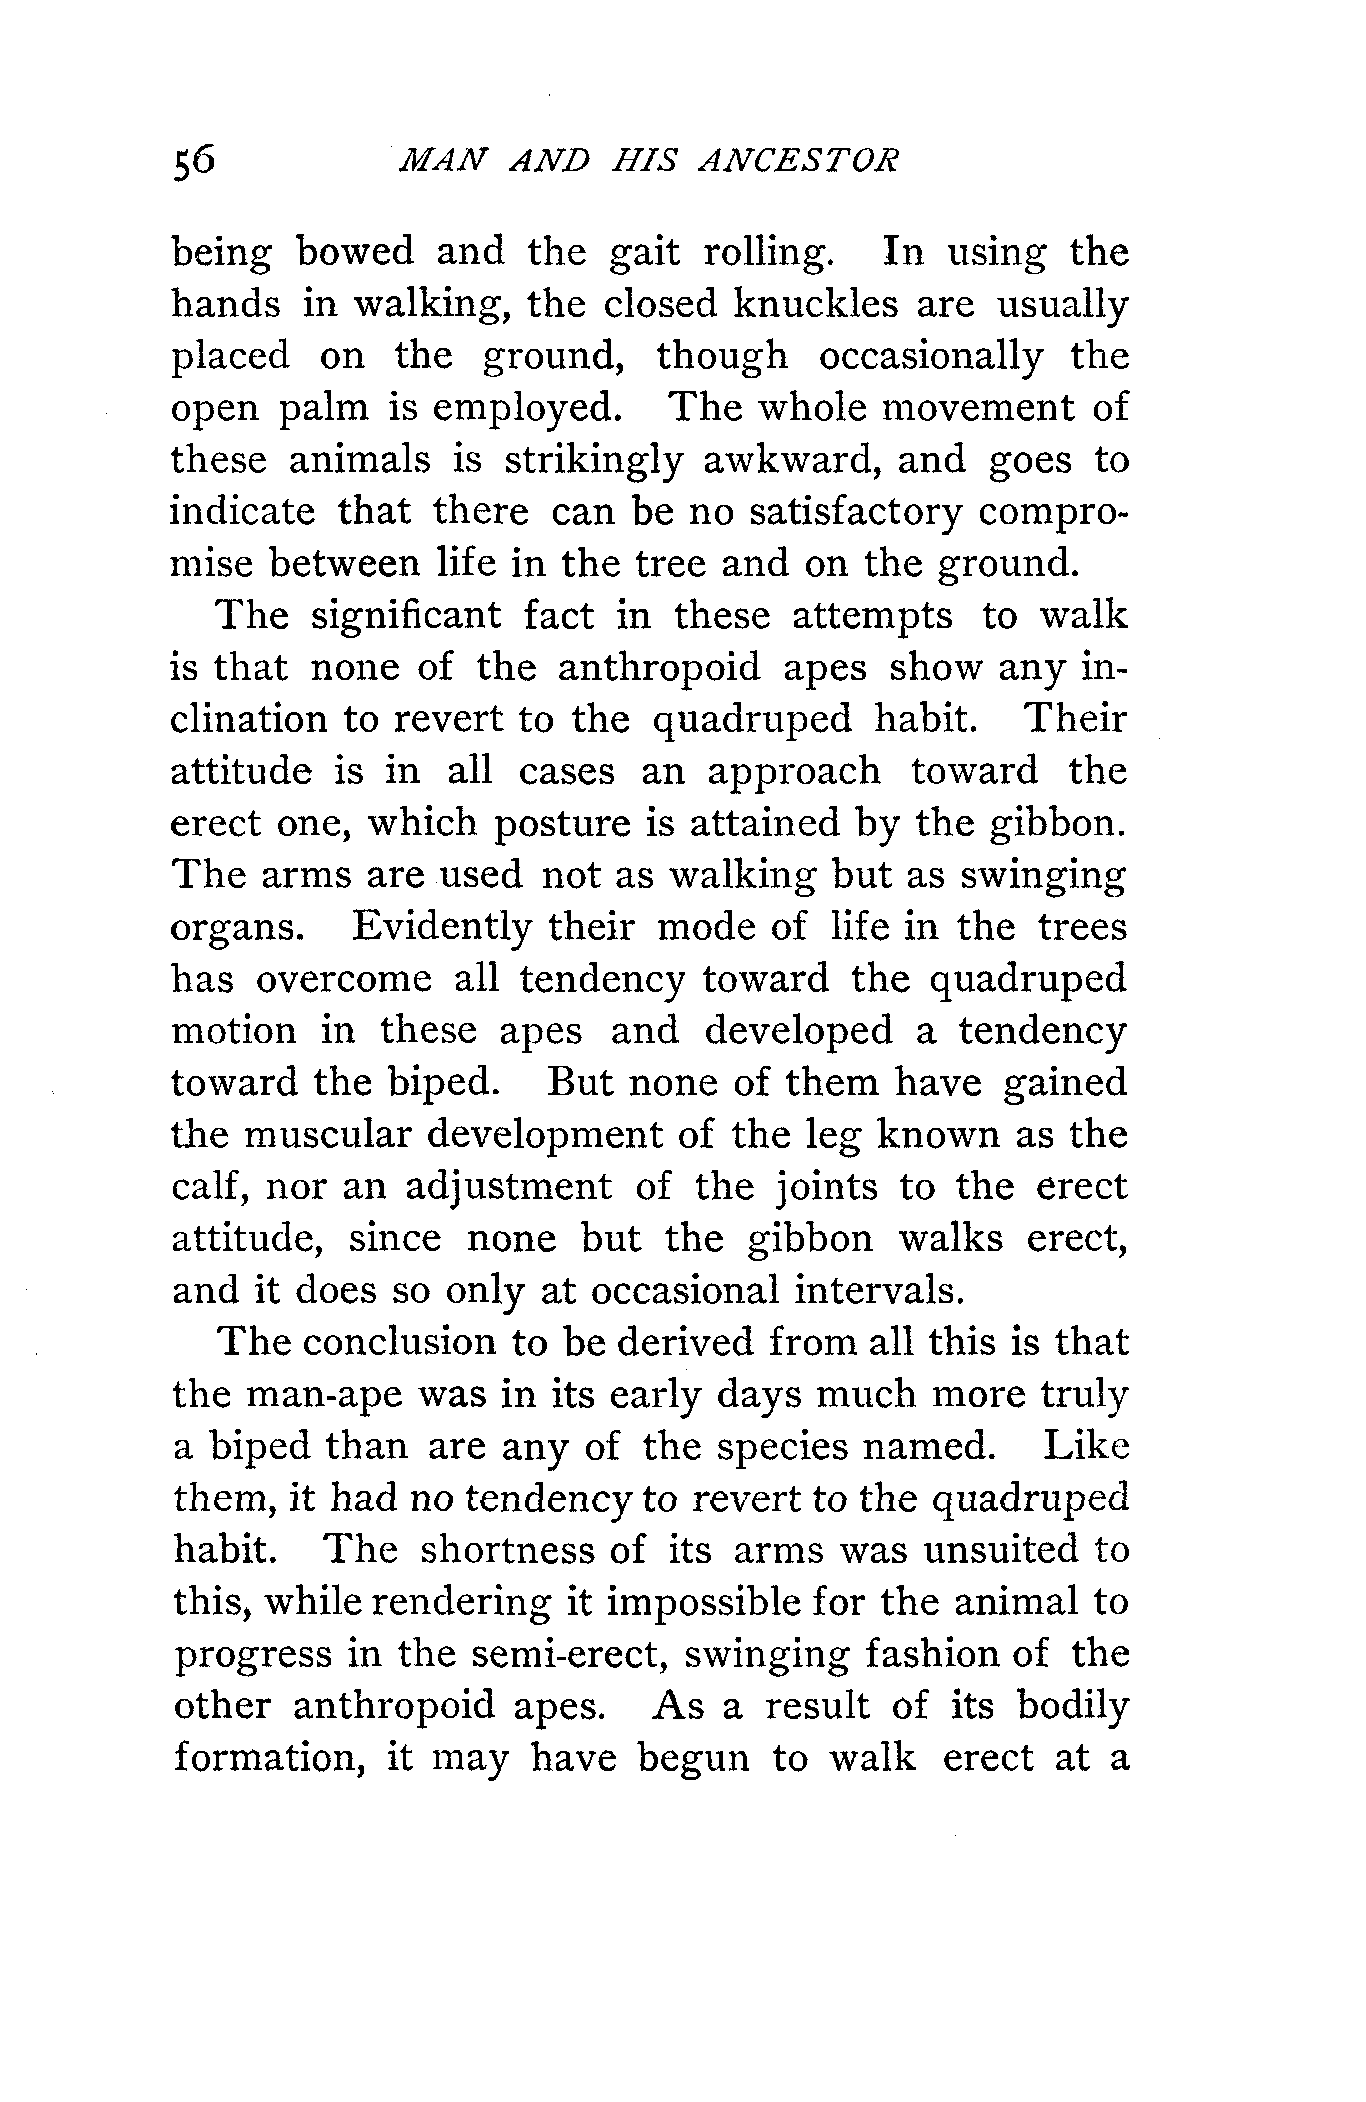 56 MAN AND HIS ANCESTOR
being bowed and the gait rolling. In using the
hands in walking, the closed knuckles are usually
placed on the ground, though occasionally the
open palm is employed. The whole movement of
these animals is strikingly awkward, and goes to
indicate that there can be no satisfactory compro-
mise between life in the tree and on the ground.
The significant fact in these attempts to walk
is that none of the anthropoid apes show any in-
clination to revert to the quadruped habit. Their
attitude is in all cases an approach toward the
erect one, which posture is attained by the gibbon.
The arms are used not as walking but as swinging
organs. Evidently their mode of life in the trees
has overcome all tendency toward the quadruped
motion in these apes and developed a tendency
toward the biped. But none of them have gained
the muscular development of the leg known as the
calf, nor an adjustment of the joints to the erect
attitude, since none but the gibbon walks erect,
and it does so only at occasional intervals.
The conclusion to be derived from all this is that
the man-ape was in its early days much more truly
a biped than are any of the species named. Like
them, it had no tendency to revert to the quadruped
habit. The shortness of its arms was unsuited to
this, while rendering it impossible for the animal to
progress in the semi-erect, swinging fashion of the
other anthropoid apes. As a result of its bodily
formation, it may have begun to walk erect at a